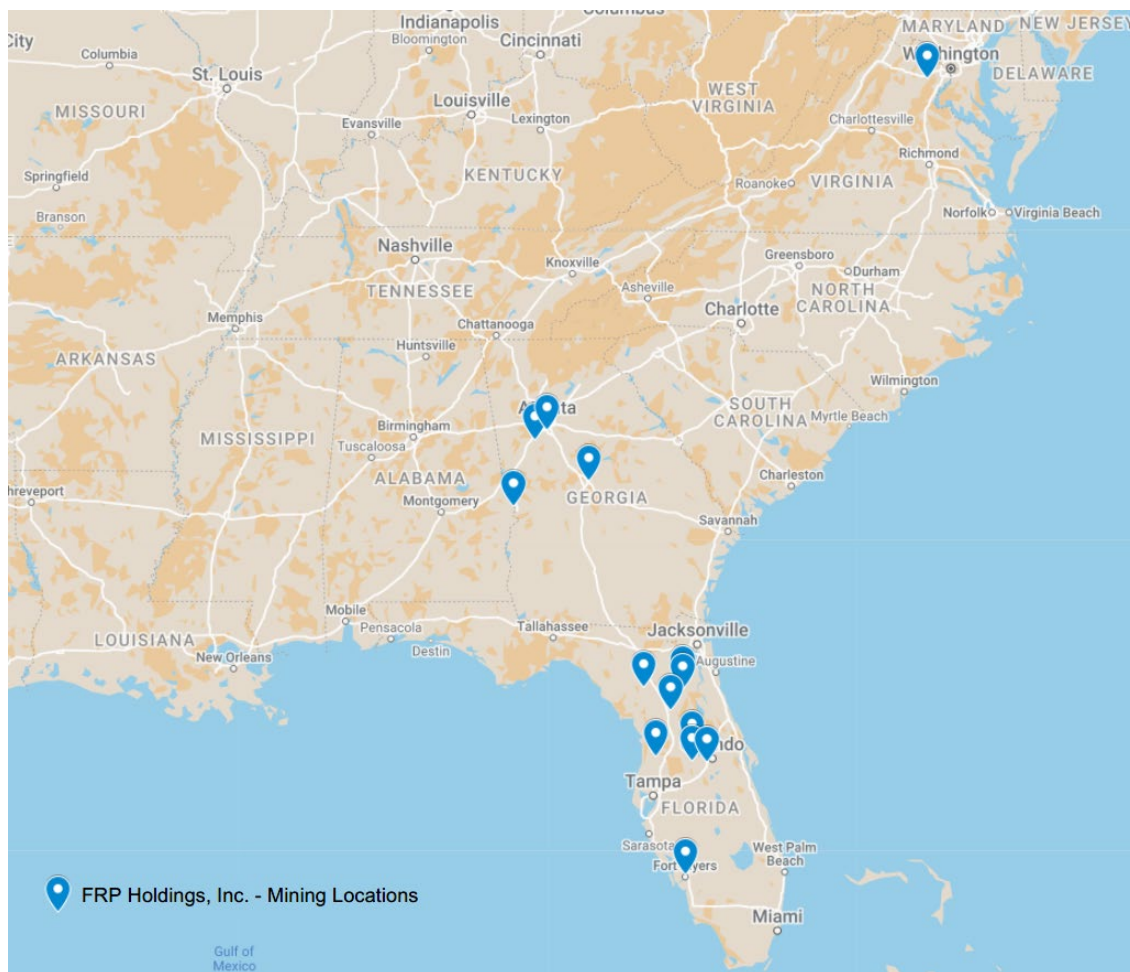 Indianapolis
Columbus
MARYLAND
NEW JERSEY
City
Bloomington
Cincinnati
Columbia
St. Louis
DELAWARE
WEST
VIRGINIA
MISSOURI
Louisville
Evansville
Lexington
Charlottesville
Springfield
KENTUCKY
Richmond
Roanoke
VIRGINIA
Branson
Norfolk
Virginia Beach
Nashville
Greensboro
Knoxville
Durham
TENNESSEE
Asheville
NORTH
CAROLINA
Memphis
Charlotte
Chattanooga
Huntsville
ARKANSAS
Wilmington
SOUTH
CAROLINA
Birmingham
Myrtle Beach
MISSISSIPPI
Tuscaloosa
ALABAMA
Charleston
hreveport
Montgomery
GEORGIA
Savannah
Mobile
Pensacola
Tallahassee
Jacksonville
LOUISIANA
Destin
Augustine
New Orleans
ndo
Tampa
FLORIDA
Sarasota
West Palm
Beach
Miami
FRP Holdings, Inc. - Mining Locations
Gulf of
Mexico